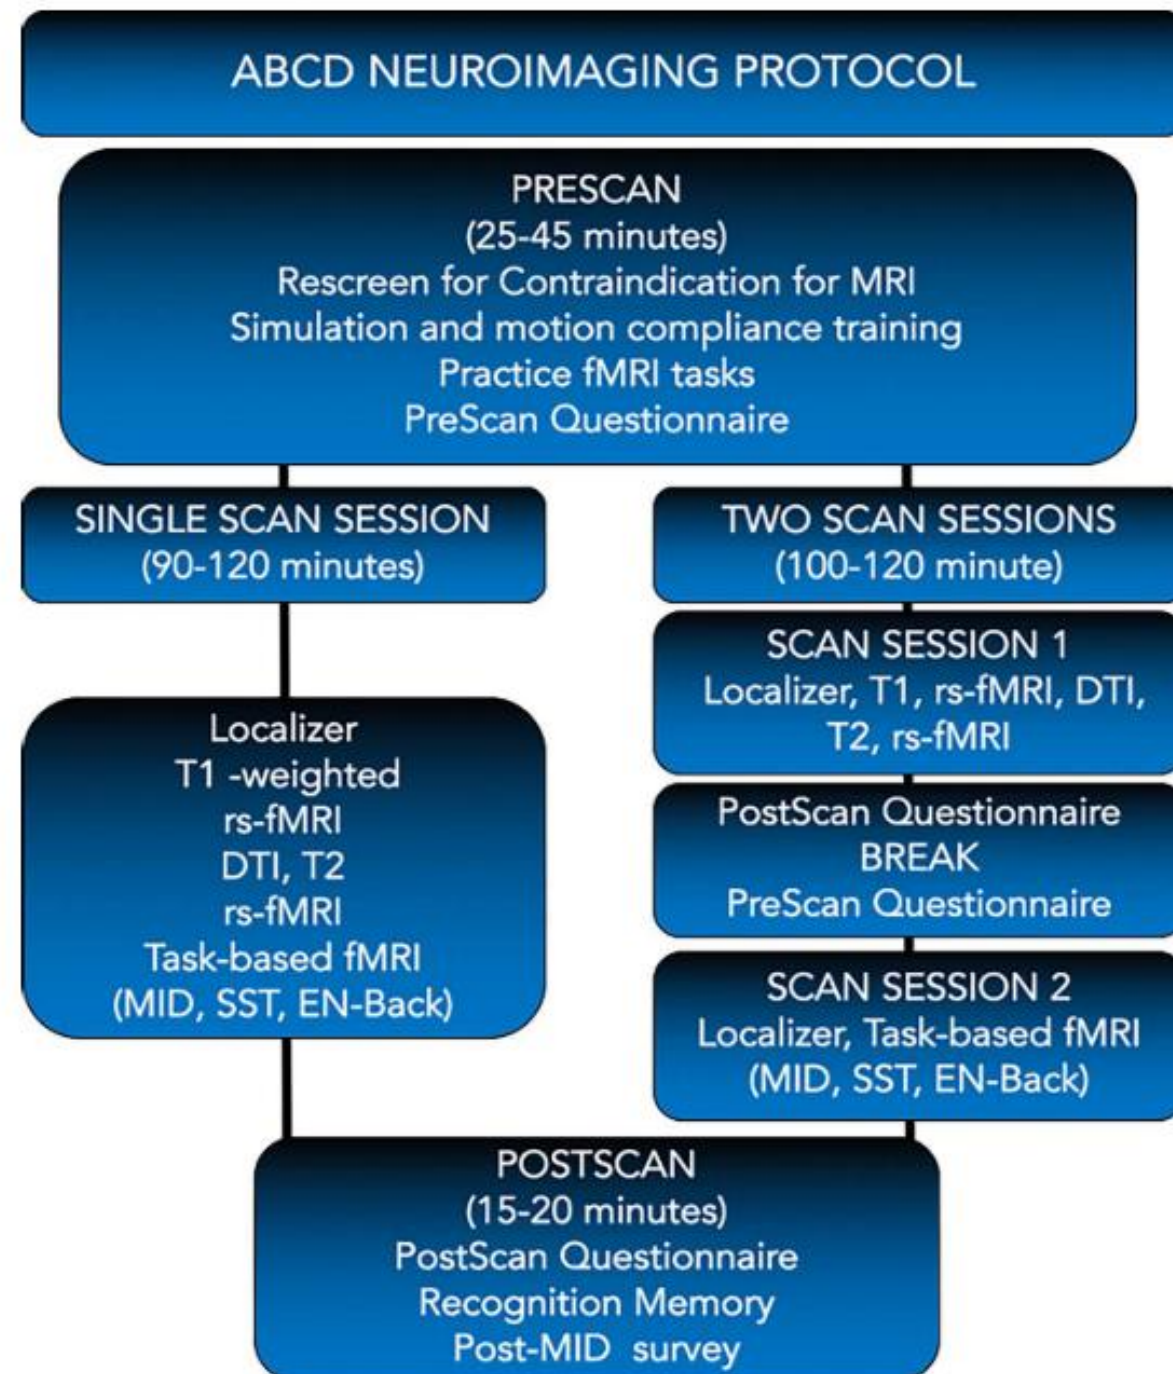 ABCD NEUROIMAGING PROTOCOL
PRESCAN
(25-45 minutes)
Rescreen for Contraindication for MRI
Simulation and motion compliance training
Practice fMRI tasks
PreScan Questionnaire
SINGLE SCAN SESSION
(90-120 minutes)
Localizer
T1 -weighted
rs-fMRI
DTI, T2
rs-fMRI
Task-based fMRI
(MID, SST, EN-Back)
TWO SCAN SESSIONS
(100-120 minute)
SCAN SESSION 1
Localizer, T1, rs-fMRI, DTI,
T2, rs-fMRI
PostScan Questionnaire
BREAK
PreScan Questionnaire
SCAN SESSION 2
Localizer, Task-based fMRI
(MID, SST, EN-Back)
POSTSCAN
(15-20 minutes)
PostScan Questionnaire
Recognition Memory
Post-MID survey